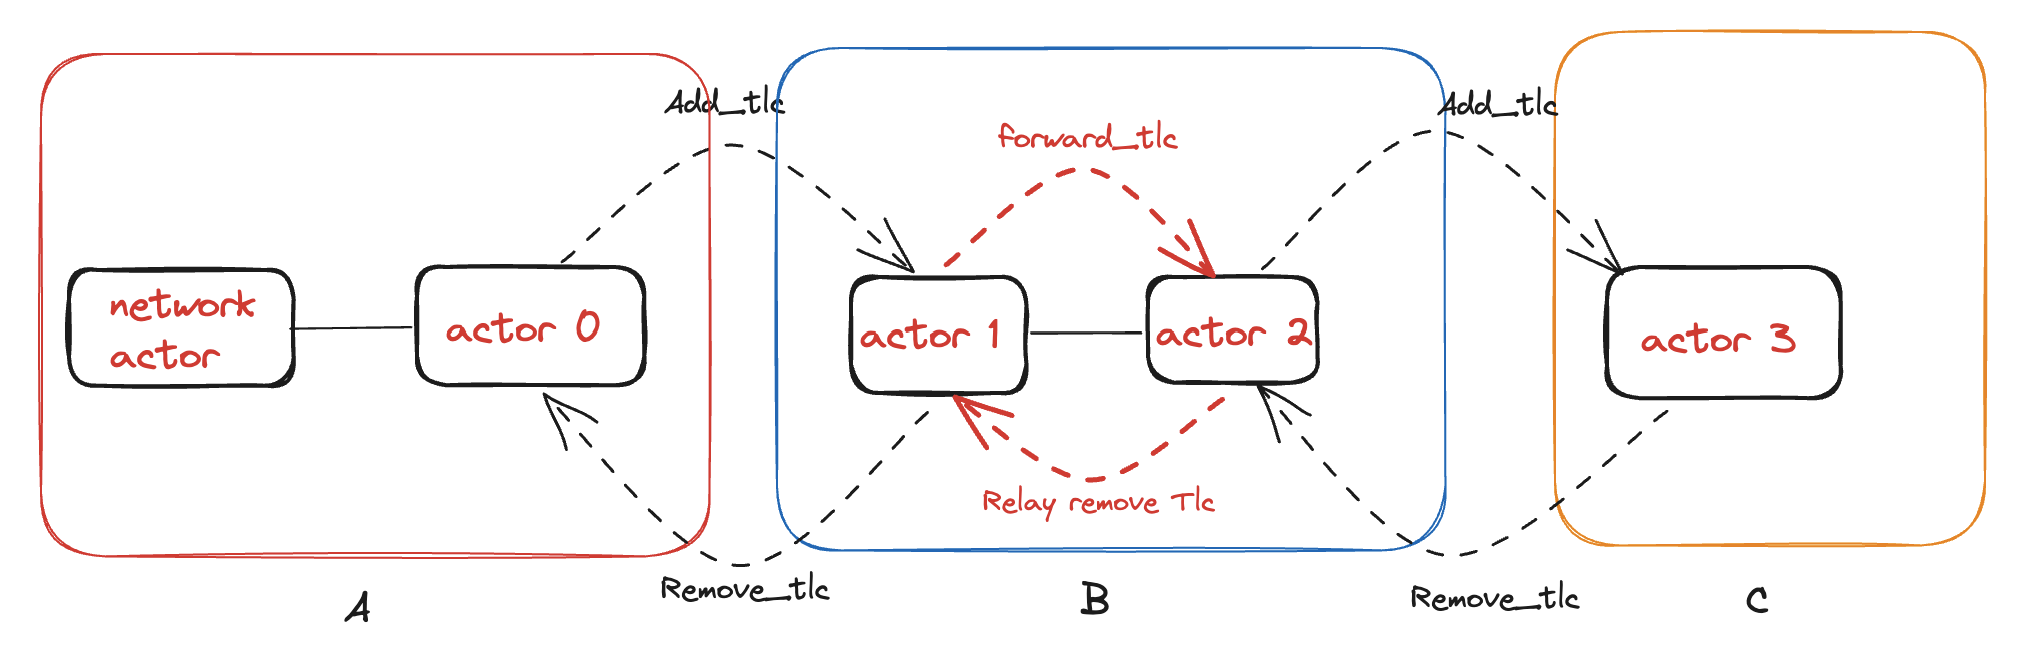 Add_tlc
Add_tlc
forward_tlc
network
actor
actor 0
actor 1
actor 2
actor 3
Relay remove Tlc
Remove_tlc
Remove_tlc
A
B
C